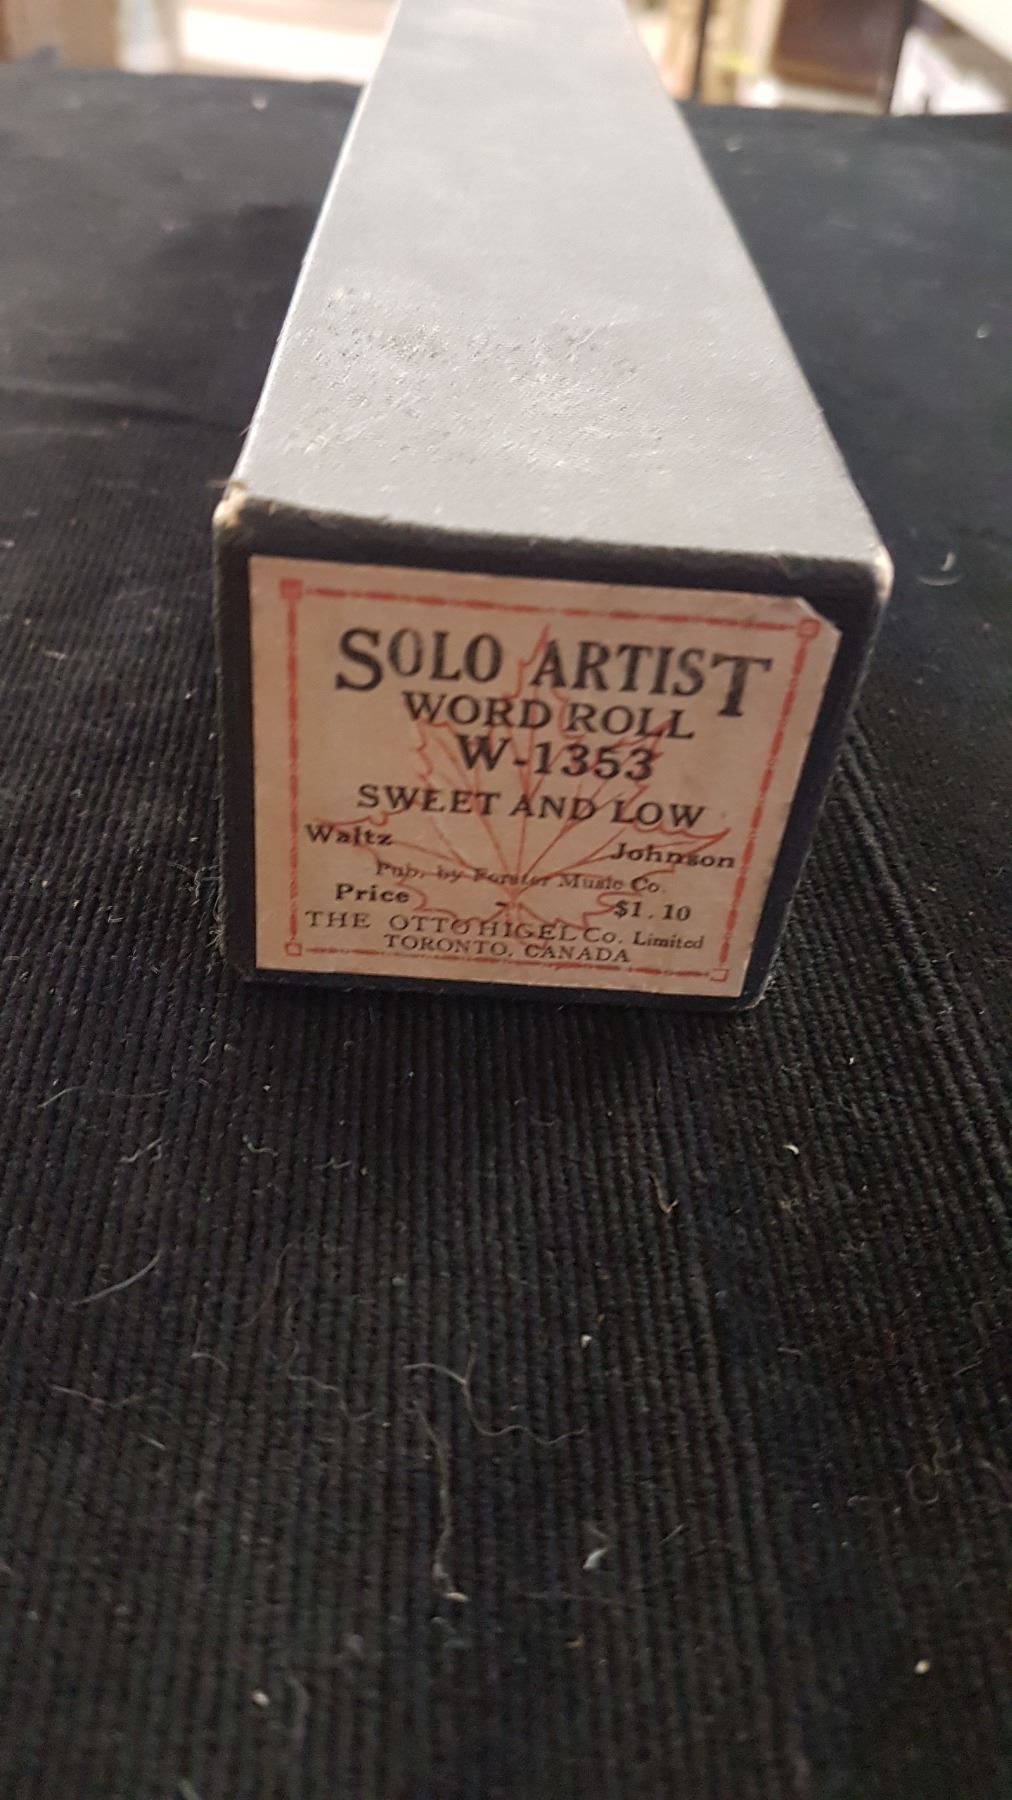 SOLO ARTIST
WORD ROLL
W-1353
SWEET AND LOW
Waltz Johnson
Pub. by Forster Music Co.
Price - $1.10
THE OTTO HIGEL Co. Limited
TORONTO, CANADA